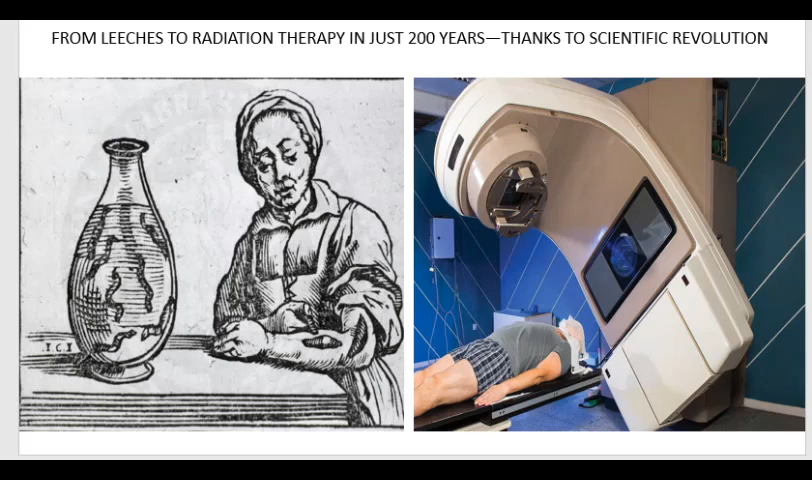 FROM LEECHES TO RADIATION THERAPY IN JUST 200 YEARS—THANKS TO SCIENTIFIC REVOLUTION
.I.C.I